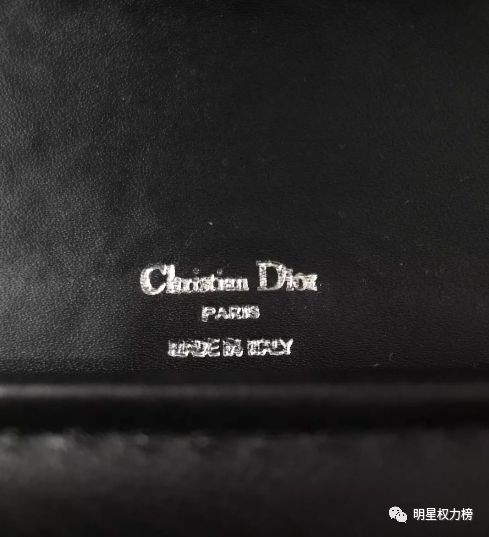 Christian Dior
PARIS
MADE IN ITALY
明星权力榜